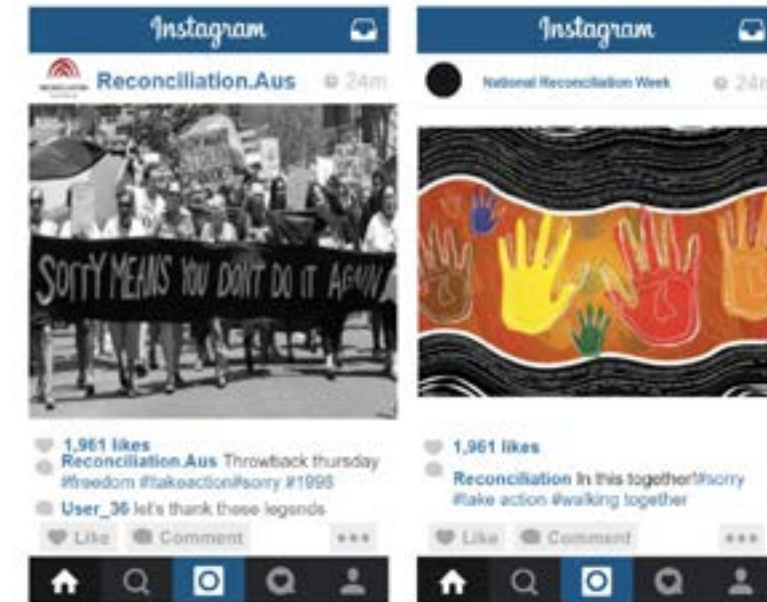 Instagram
Reconciliation.Aus 24m
SORRY MEANS YOU DON'T DO IT AGAIN
1,961 likes
Reconciliation.Aus Throwback thursday
#freedom #takeaction#sorry #1998
User_36 let's thank these legends
Like Comment
Instagram
National Reconciliation Week 24m
1,961 likes
Reconciliation In this together!#sorry
#take action #walking together
Like Comment